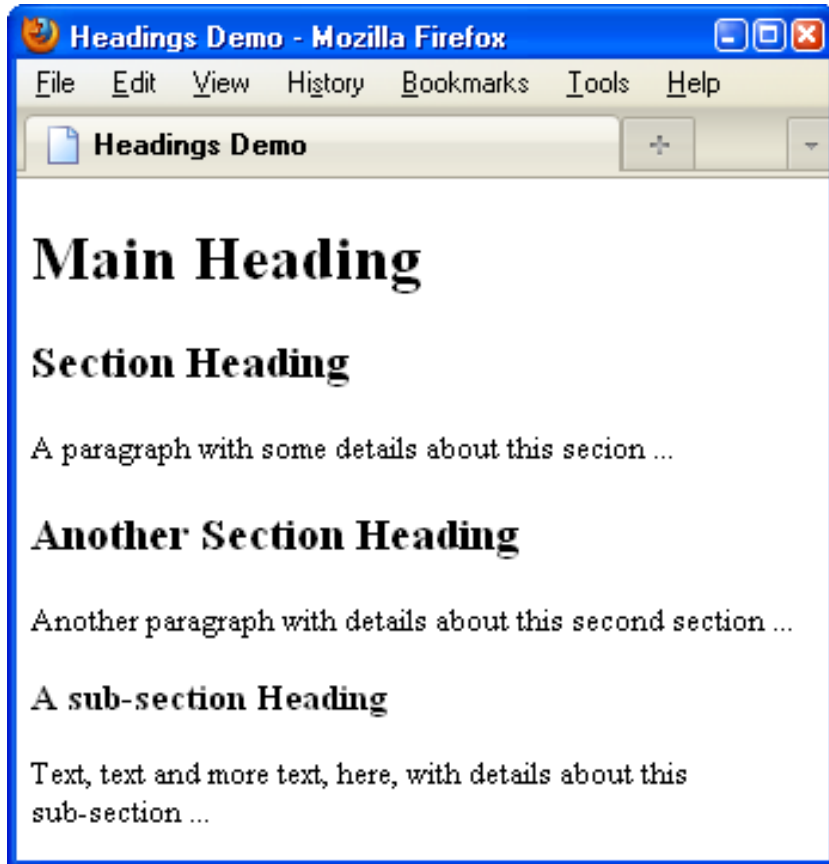 Headings Demo - Mozilla Firefox
File Edit View History Bookmarks Tools Help
Headings Demo
Main Heading
Section Heading
A paragraph with some details about this secion ...
Another Section Heading
Another paragraph with details about this second section ...
A sub-section Heading
Text, text and more text, here, with details about this
sub-section ...